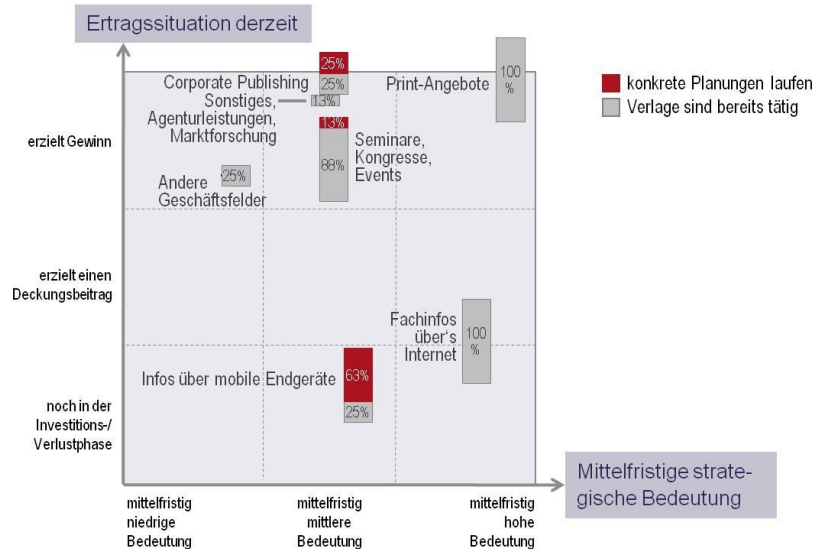 Ertragssituation derzeit
25%
Corporate Publishing
25%
Sonstiges,
13%
Agenturleistungen,
Marktforschung
Print-Angebote
100
%
konkrete Planungen laufen
Verlage sind bereits tätig
erzielt Gewinn
13%
88%
Seminare,
Kongresse,
Events
25%
Andere
Geschäftsfelder
erzielt einen
Deckungsbeitrag
Fachinfos
über's
Internet
100
%
Infos über mobile Endgeräte
63%
25%
noch in der
Investitions-/
Verlustphase
Mittelfristige strate-
gische Bedeutung
mittelfristig
niedrige
Bedeutung
mittelfristig
mittlere
Bedeutung
mittelfristig
hohe
Bedeutung